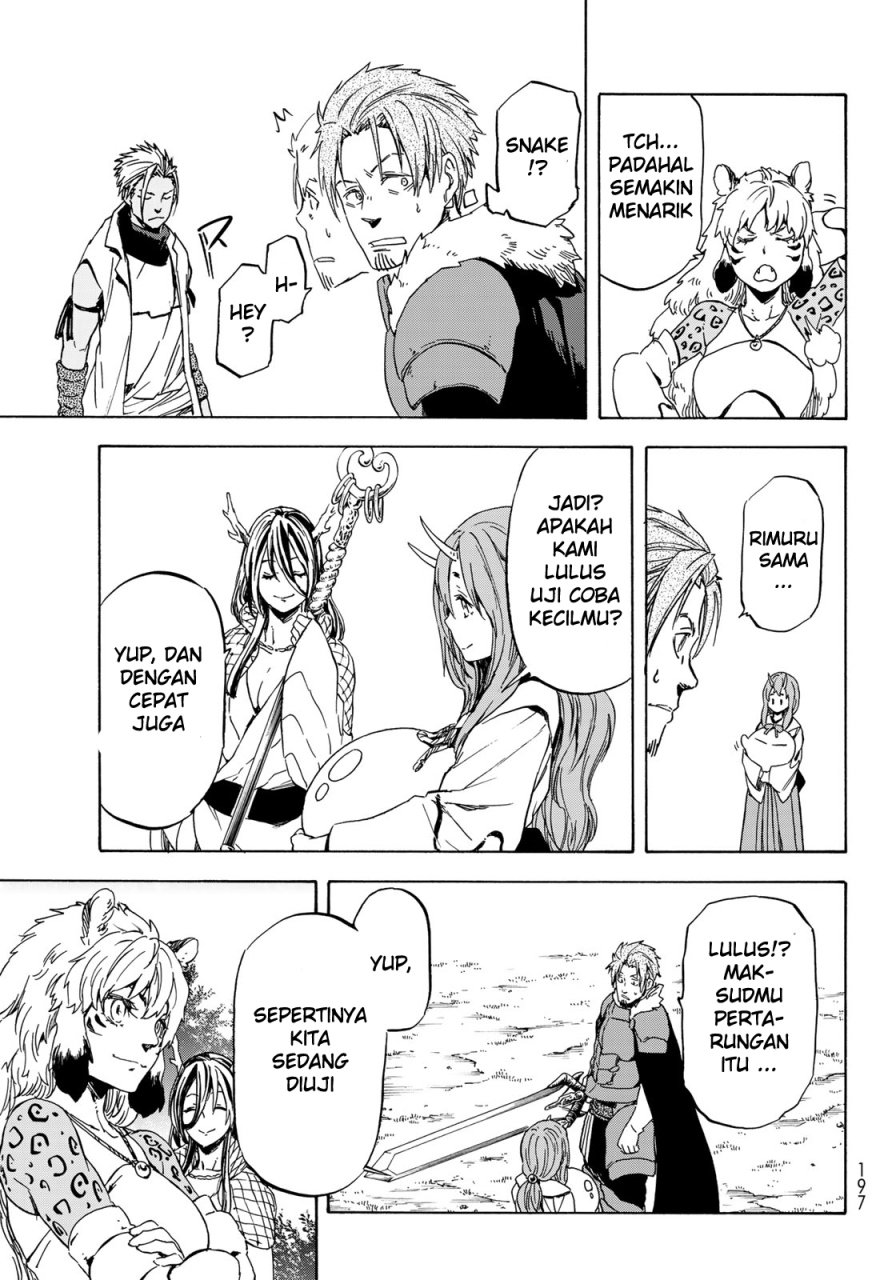 TCH...
PADAHAL
SEMAKIN
MENARIK
SNAKE
!?
H-
HEY
?
RIMURU
SAMA
...
JADI?
APAKAH
KAMI
LULUS
UJI COBA
KECILMU?
YUP, DAN
DENGAN
CEPAT
JUGA
LULUS!?
MAK-
SUDMU
PERTA-
RUNGAN
ITU
...
YUP,
SEPERTINYA
KITA
SEDANG
DIUJI
197